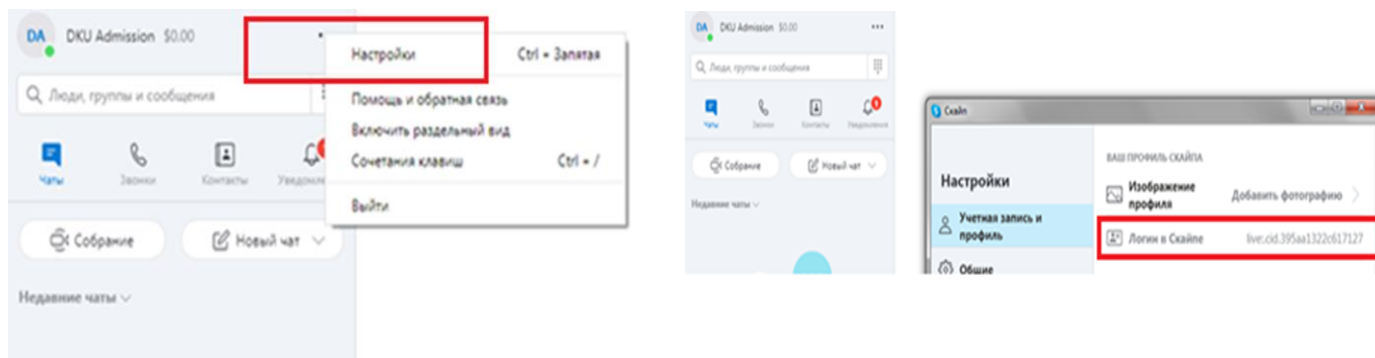 DA DKU Admission $0.00
Настройки Ctrl + Запятая
Люди, группы и сообщения
Помощь и обратная связь
Включить раздельный вид
Сочетания клавиш Ctrl + /
Чаты Звонки Контакты Уведомле
Выйти
Собрание Новый чат
Недавние чаты
DA DKU Admission $0.00
Люди, группы и сообщения
Чаты Звонки Контакты Уведомления
Собрание Новый чат
Недавние чаты
Скайп
Настройки
Учетная запись и
профиль
Общие
ВАШ ПРОФИЛЬ СКАЙПА
Изображение
профиля
Добавить фотографию
Логин в Скайпе live:.cid.395aa1322c617127